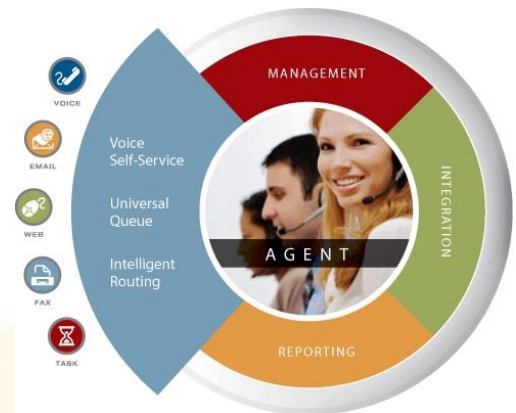 VOICE
EMAIL
WEB
FAX
TASK
Voice
Self-Service
Universal
Queue
Intelligent
Routing
MANAGEMENT
INTEGRATION
AGENT
REPORTING